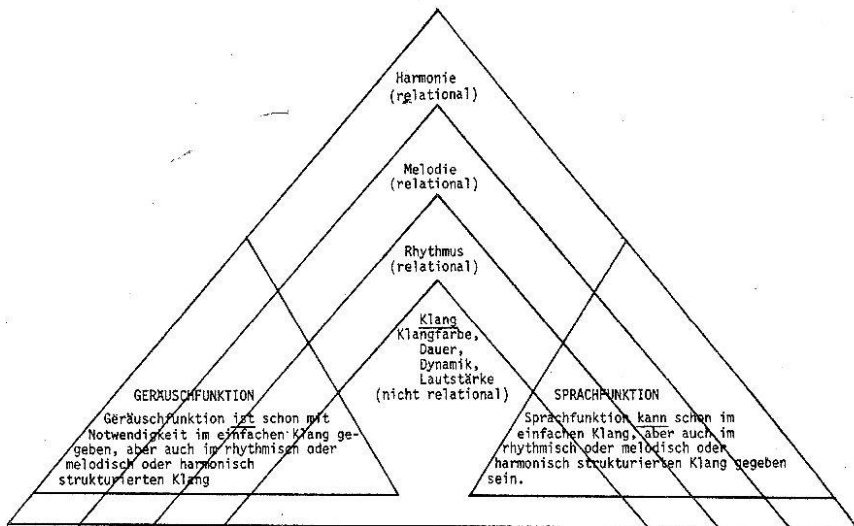 Harmonie
(relational)
Melodie
(relational)
Rhythmus
(relational)
Klang
Klangfarbe,
Dauer,
Dynamik,
Lautstärke
(nicht relational)
GERÄUSCHFUNKTION
Geräuschfunktion ist schon mit
Notwendigkeit im einfachen Klang ge-
geben, aber auch im rhythmisch oder
melodisch oder harmonisch
strukturierten Klang
SPRACHFUNKTION
Sprachfunktion kann schon im
einfachen Klang, aber auch im
rhythmisch oder melodisch oder
harmonisch strukturierten Klang gegeben
sein.